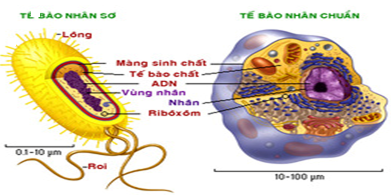 TẾ BÀO NHÂN SƠ
TẾ BÀO NHÂN CHUẨN
Lông
Màng sinh chất
Tế bào chất
ADN
Vùng nhân
Nhân
Ribôxôm
0.1-10 µm
Roi
10-100 µm